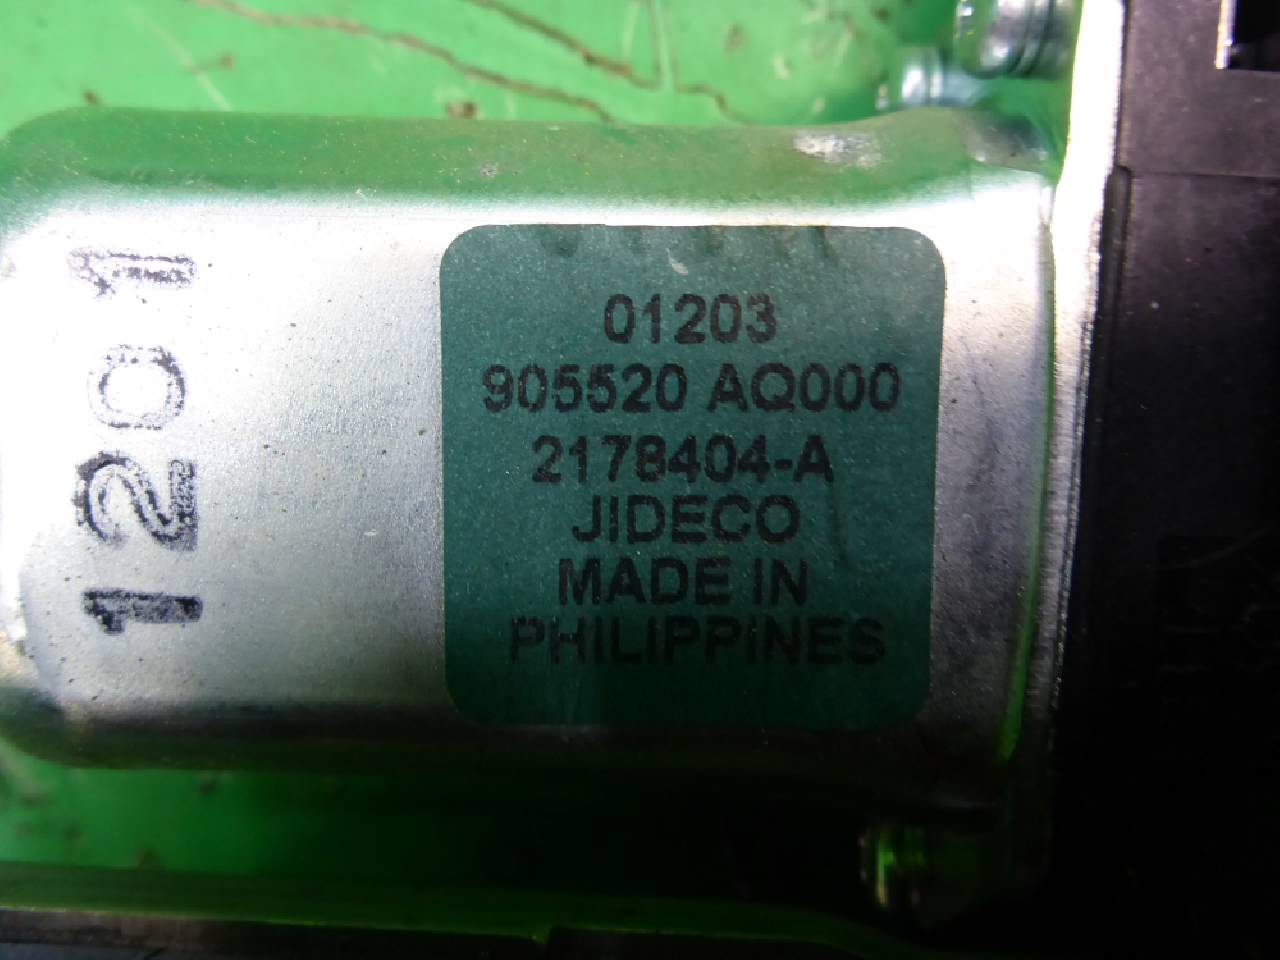 1201
01203
905520 AQ000
2178404-A
JIDECO
MADE IN
PHILIPPINES